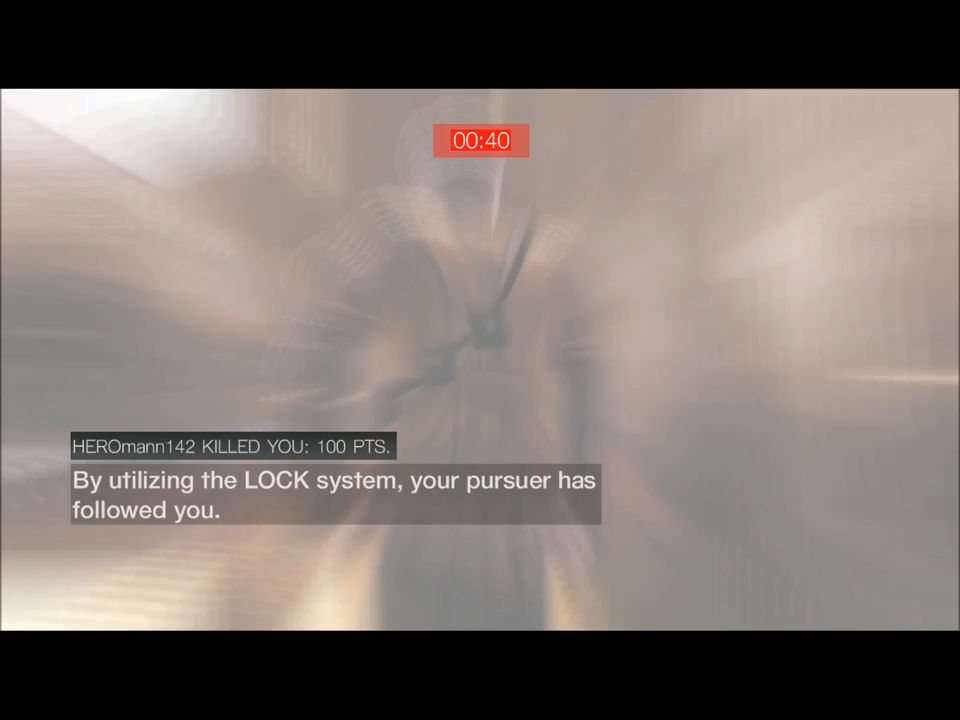 00:40
HEROmann142 KILLED YOU: 100 PTS.
By utilizing the LOCK system, your pursuer has
followed you.